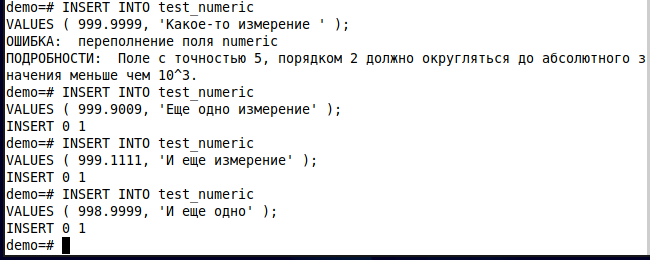 demo=# INSERT INTO test_numeric
VALUES ( 999.9999, 'Какое-то измерение ' );
ОШИБКА:  переполнение поля numeric
ПОДРОБНОСТИ:  Поле с точностью 5, порядком 2 должно округляться до абсолютного з
начения меньше чем 10^3.
demo=# INSERT INTO test_numeric
VALUES ( 999.9009, 'Еще одно измерение' );
INSERT 0 1
demo=# INSERT INTO test_numeric
VALUES ( 999.1111, 'И еще измерение' );
INSERT 0 1
demo=# INSERT INTO test_numeric
VALUES ( 998.9999, 'И еще одно' );
INSERT 0 1
demo=#